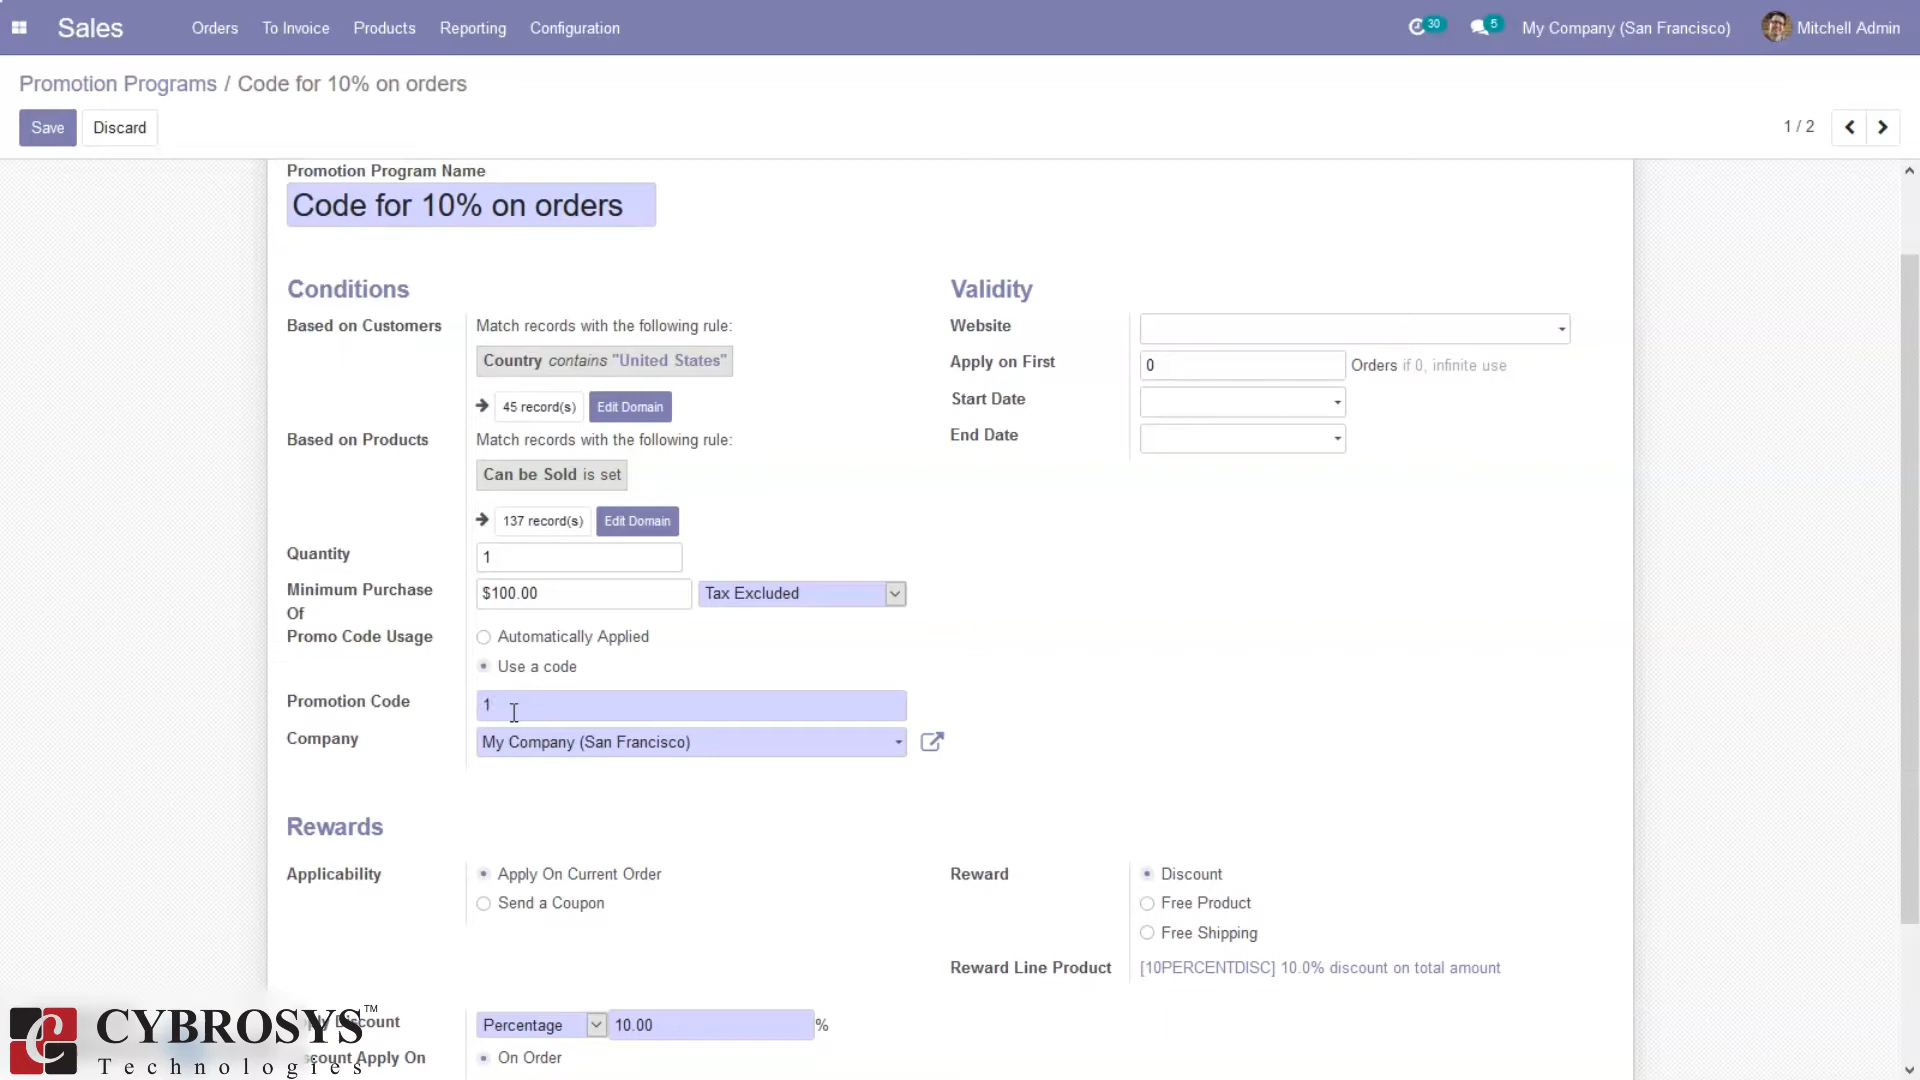 Sales Orders To Invoice Products Reporting Configuration 30 5 My Company (San Francisco) Mitchell Admin
Promotion Programs / Code for 10% on orders
Save Discard 1 / 2
Promotion Program Name
Code for 10% on orders
Conditions
Based on Customers Match records with the following rule:
Country contains "United States"
45 record(s) Edit Domain
Based on Products Match records with the following rule:
Can be Sold is set
137 record(s) Edit Domain
Quantity 1
Minimum Purchase Of $100.00 Tax Excluded
Promo Code Usage Automatically Applied
Use a code
Promotion Code 1
Company My Company (San Francisco)
Validity
Website
Apply on First 0 Orders if 0, infinite use
Start Date
End Date
Rewards
Applicability Apply On Current Order
Send a Coupon
Reward Discount
Free Product
Free Shipping
Reward Line Product [10PERCENTDISC] 10.0% discount on total amount
Discount Percentage 10.00 %
Apply On On Order
CYBROSYS™
Technologies